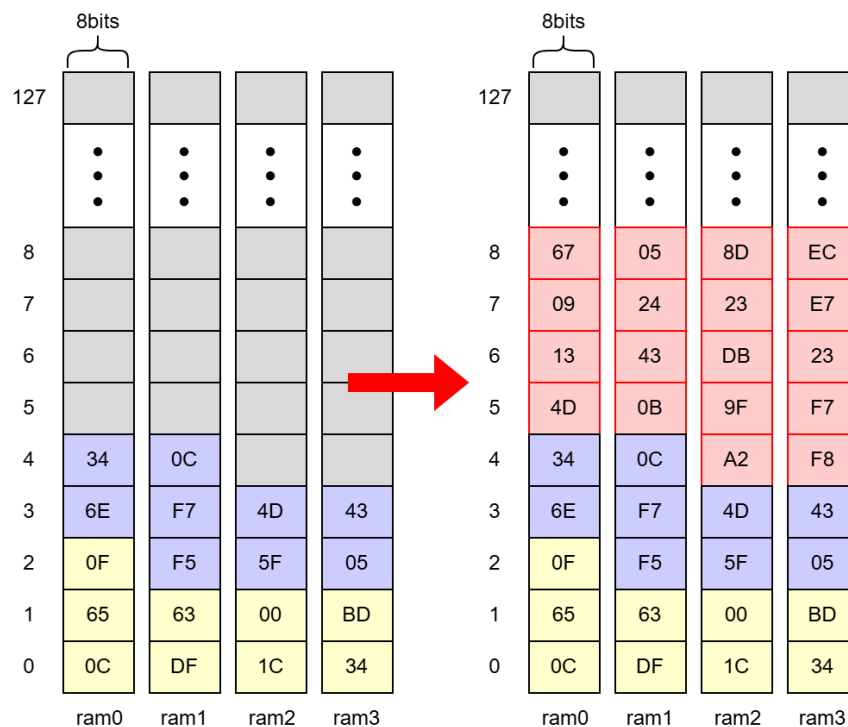 8bits 8bits
127 127
8 8 67 05 8D EC
7 7 09 24 23 E7
6 6 13 43 DB 23
5 5 4D 0B 9F F7
4 34 0C 4 34 0C A2 F8
3 6E F7 4D 43 3 6E F7 4D 43
2 0F F5 5F 05 2 0F F5 5F 05
1 65 63 00 BD 1 65 63 00 BD
0 0C DF 1C 34 0 0C DF 1C 34
ram0 ram1 ram2 ram3 ram0 ram1 ram2 ram3